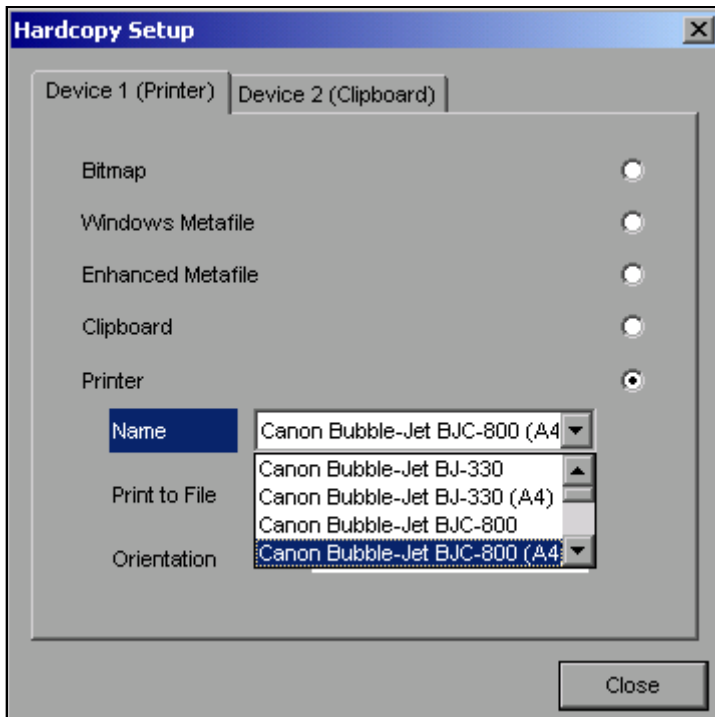 Hardcopy Setup
Device 1 (Printer)
Device 2 (Clipboard)
Bitmap
Windows Metafile
Enhanced Metafile
Clipboard
Printer
Name
Canon Bubble-Jet BJC-800 (A4
Canon Bubble-Jet BJ-330
Print to File
Canon Bubble-Jet BJ-330 (A4)
Canon Bubble-Jet BJC-800
Orientation
Canon Bubble-Jet BJC-800 (A4
Close